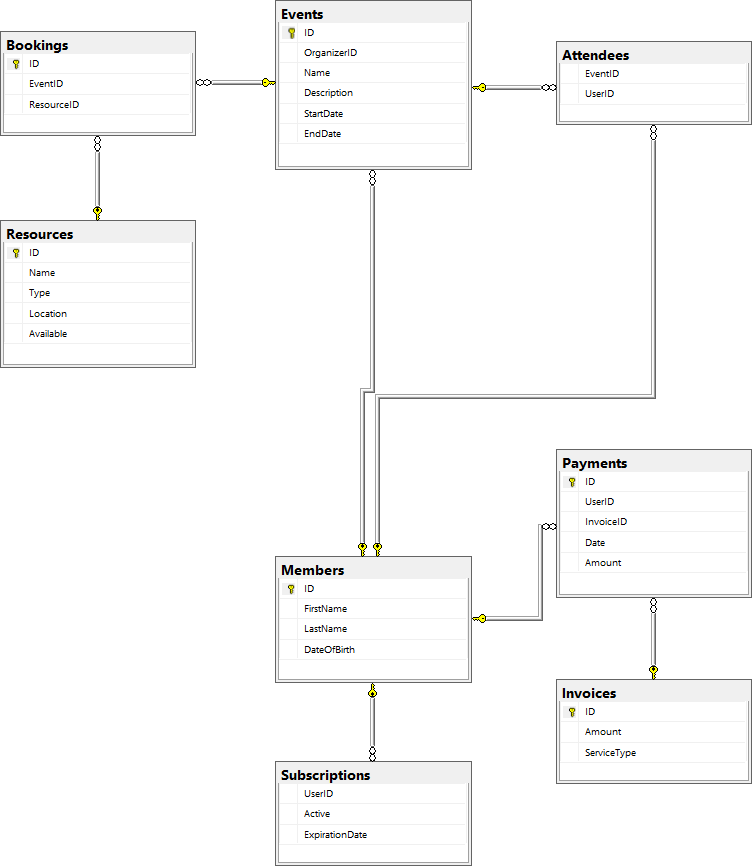 Events
ID
OrganizerID
Name
Description
StartDate
EndDate
Bookings
ID
EventID
ResourceID
Attendees
EventID
UserID
Resources
ID
Name
Type
Location
Available
Payments
ID
UserID
InvoiceID
Date
Amount
Members
ID
FirstName
LastName
DateOfBirth
Invoices
ID
Amount
ServiceType
Subscriptions
UserID
Active
ExpirationDate